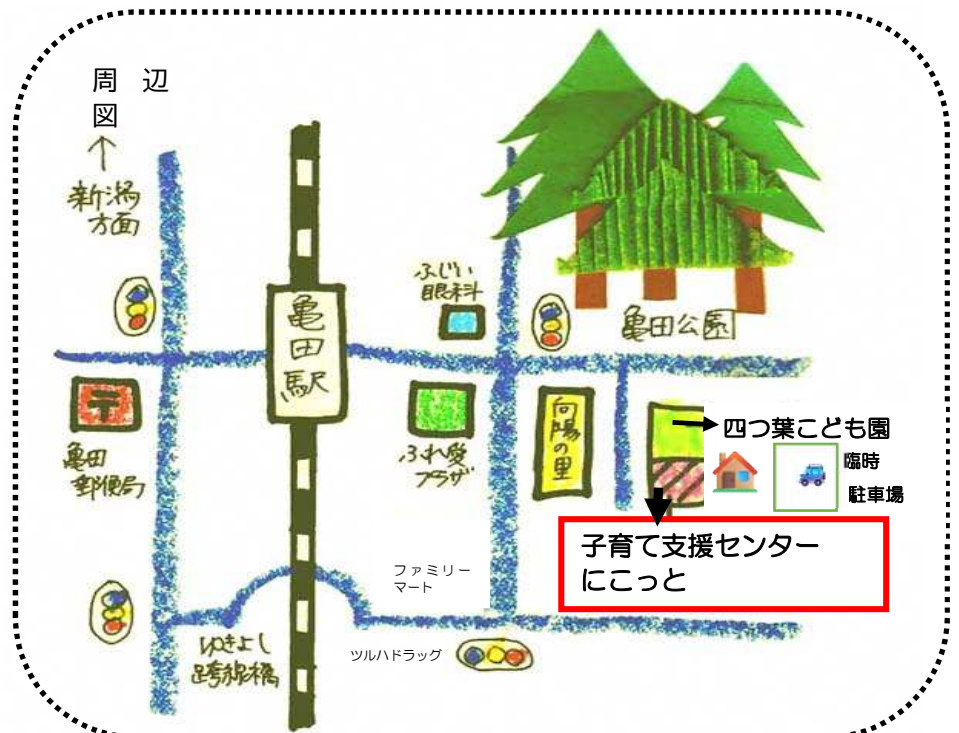 周 辺
図
新潟
方面
ふじい
眼科
亀
田
駅
亀田公園
〒
亀田
郵便局
ふれ愛
プラザ
向陽の里
四つ葉こども園
臨時
駐車場
子育て支援センター
にこっと
ファミリー
マート
ゆきよし
跨線橋
ツルハドラッグ